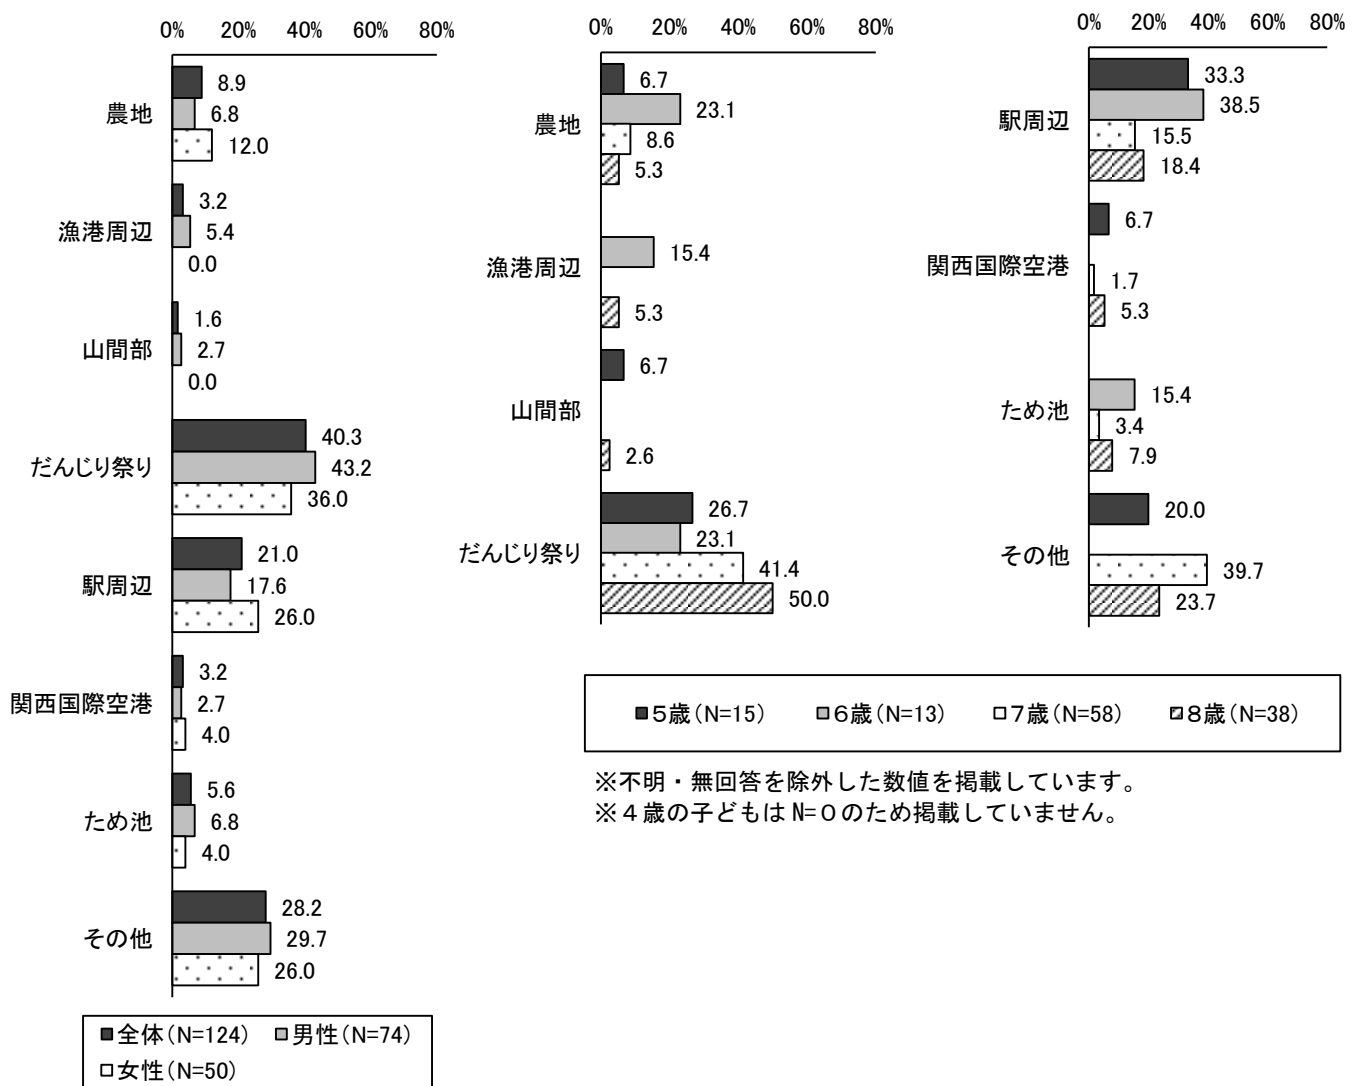 0% 20% 40% 60% 80%
農地
8.9
6.8
12.0
漁港周辺
3.2
5.4
0.0
山間部
1.6
2.7
0.0
だんじり祭り
40.3
43.2
36.0
駅周辺
21.0
17.6
26.0
関西国際空港
3.2
2.7
4.0
ため池
5.6
6.8
4.0
その他
28.2
29.7
26.0
■全体(N=124) ■男性(N=74)
□女性(N=50)
0% 20% 40% 60% 80%
農地
6.7
23.1
8.6
5.3
漁港周辺
15.4
5.3
山間部
6.7
2.6
だんじり祭り
26.7
23.1
41.4
50.0
0% 20% 40% 60% 80%
駅周辺
33.3
38.5
15.5
18.4
関西国際空港
6.7
1.7
5.3
ため池
15.4
3.4
7.9
その他
20.0
39.7
23.7
■5歳(N=15) ■6歳(N=13) □7歳(N=58) 8歳(N=38)
※不明・無回答を除外した数値を掲載しています。
※４歳の子どもは N=０のため掲載していません。